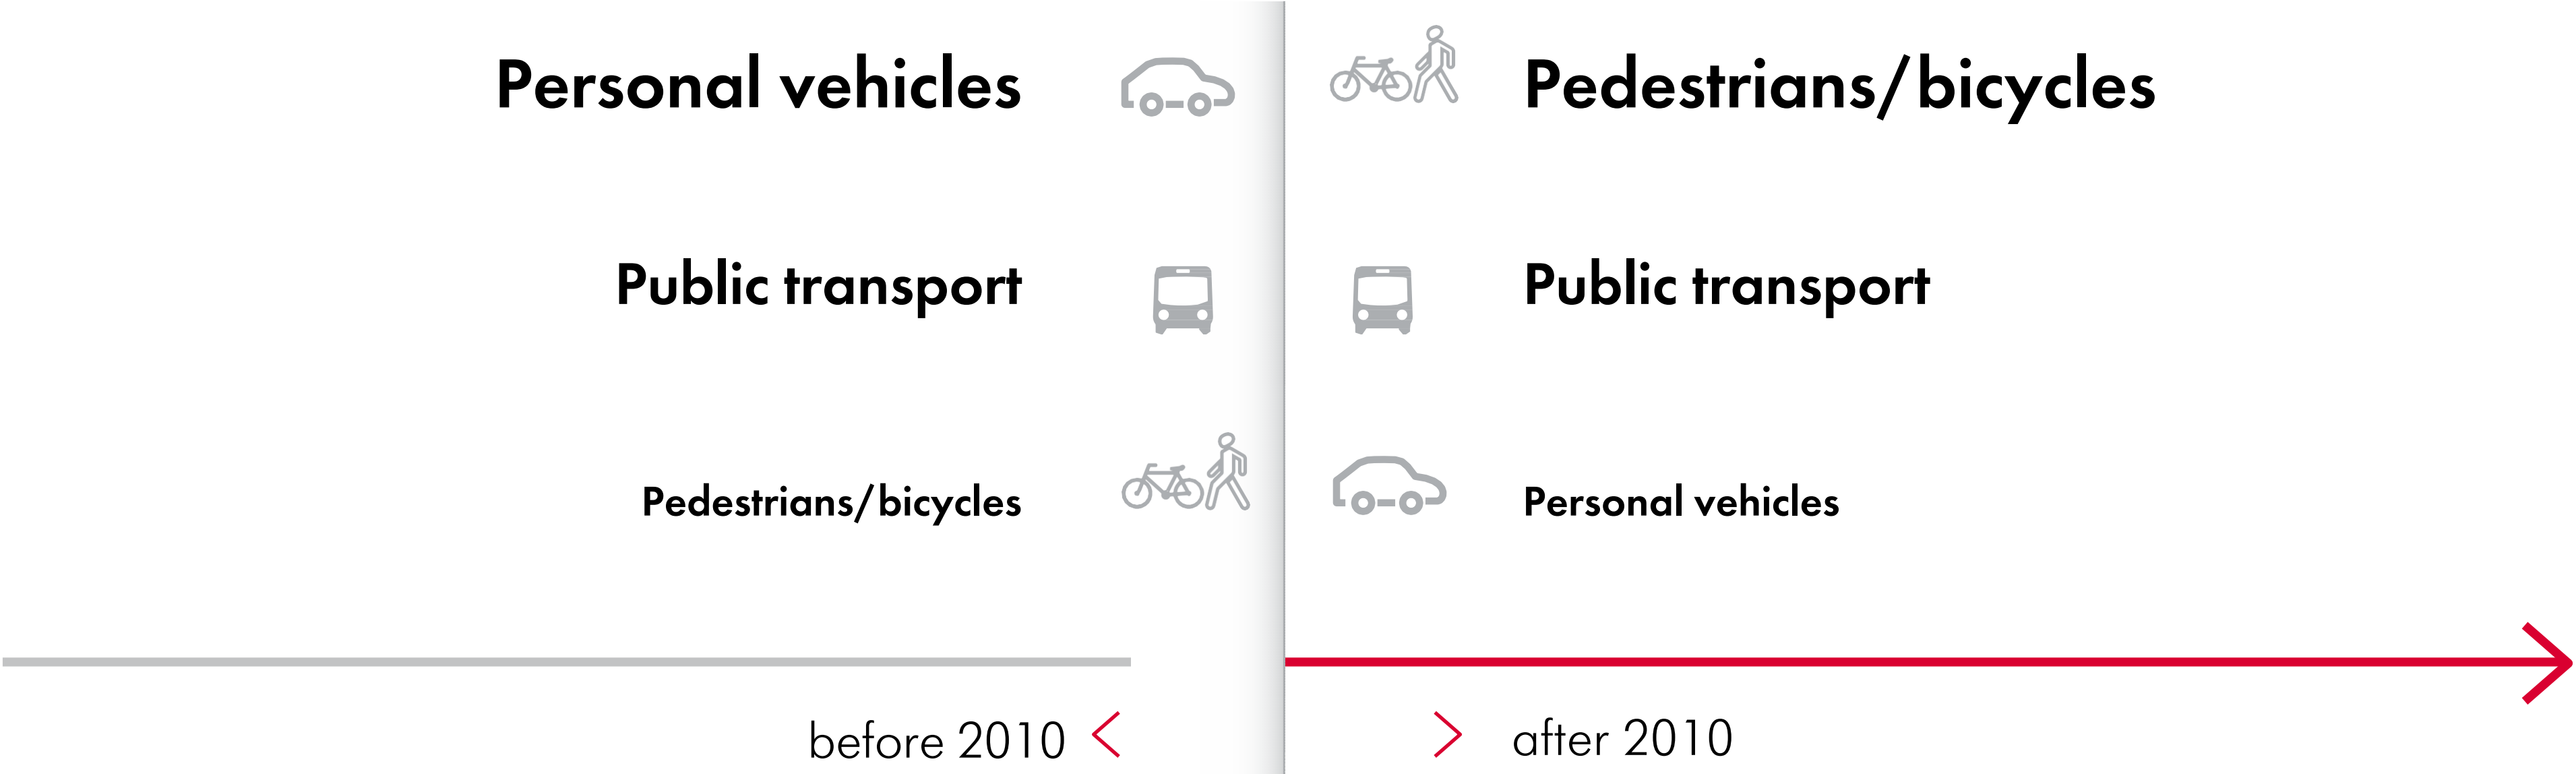 Personal vehicles
Public transport
Pedestrians/bicycles
before 2010
Pedestrians/bicycles
Public transport
Personal vehicles
after 2010